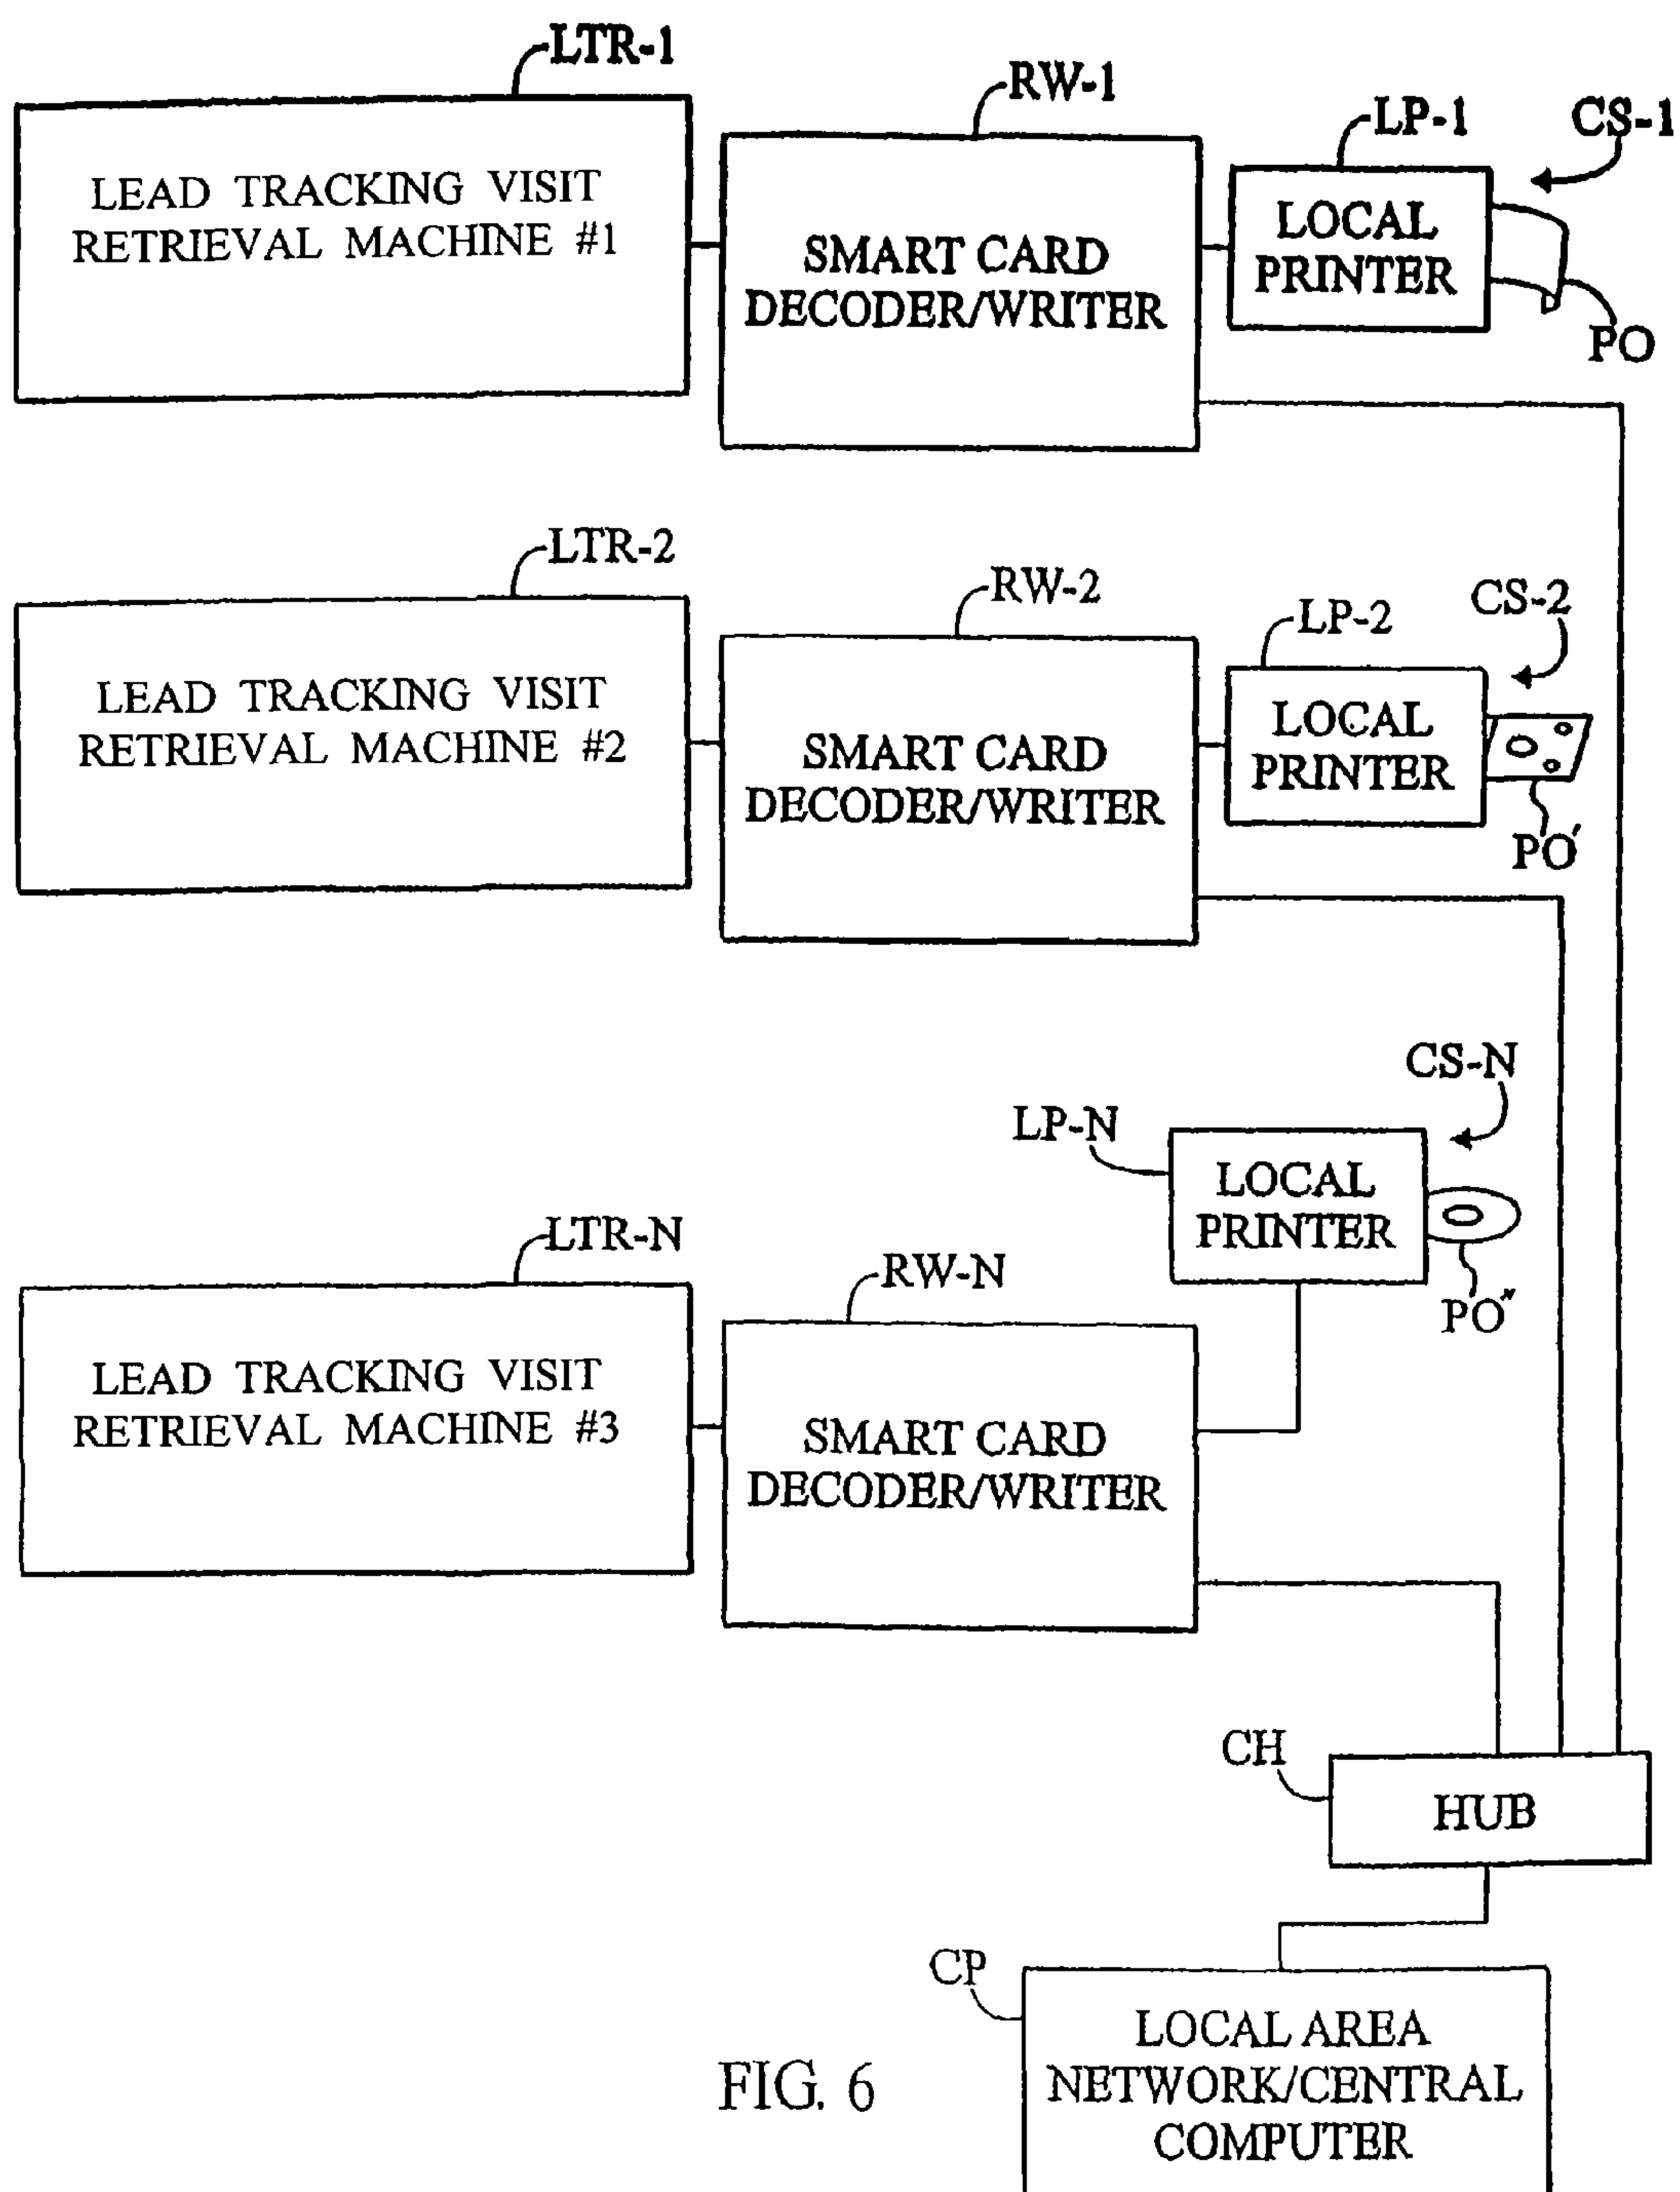 LTR-1
RW-1
LP-1
CS-1
LEAD TRACKING VISIT
RETRIEVAL MACHINE #1
SMART CARD
DECODER/WRITER
LOCAL
PRINTER
PO
LTR-2
RW-2
LP-2
CS-2
LEAD TRACKING VISIT
RETRIEVAL MACHINE #2
SMART CARD
DECODER/WRITER
LOCAL
PRINTER
PO'
CS-N
LP-N
LOCAL
PRINTER
PO"
LTR-N
RW-N
LEAD TRACKING VISIT
RETRIEVAL MACHINE #3
SMART CARD
DECODER/WRITER
CH
HUB
CP
LOCAL AREA
NETWORK/CENTRAL
COMPUTER
FIG. 6